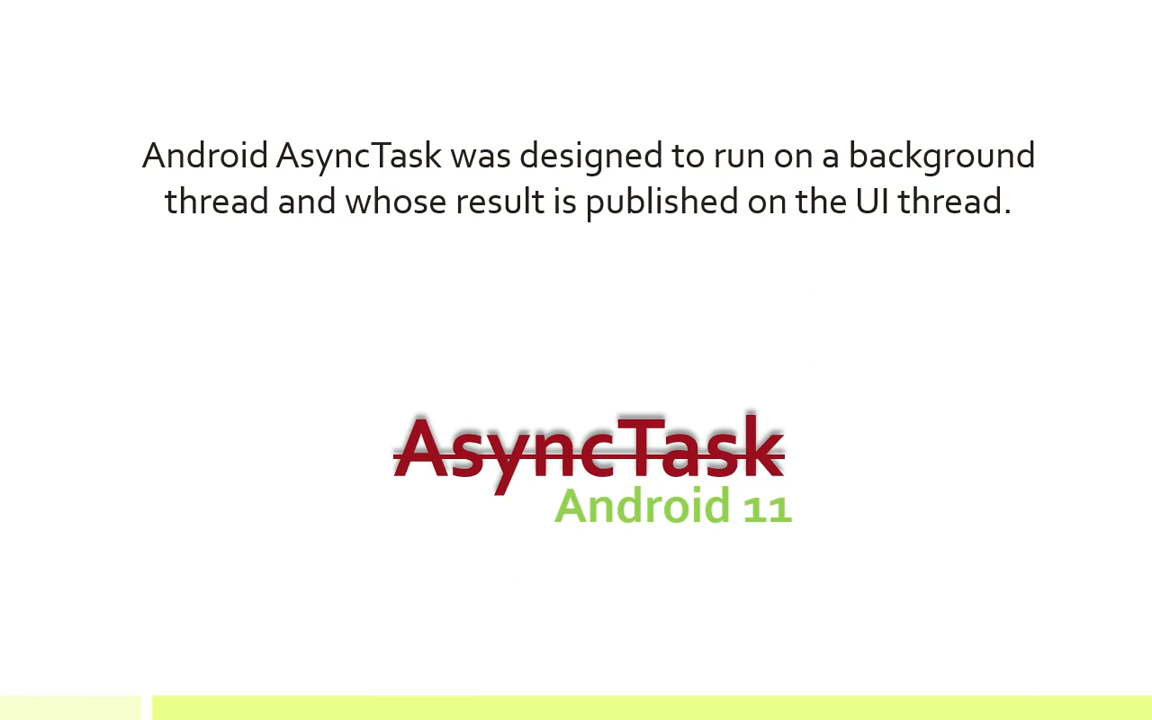 Android AsyncTask was designed to run on a background
thread and whose result is published on the UI thread.
AsyncTask
Android 11